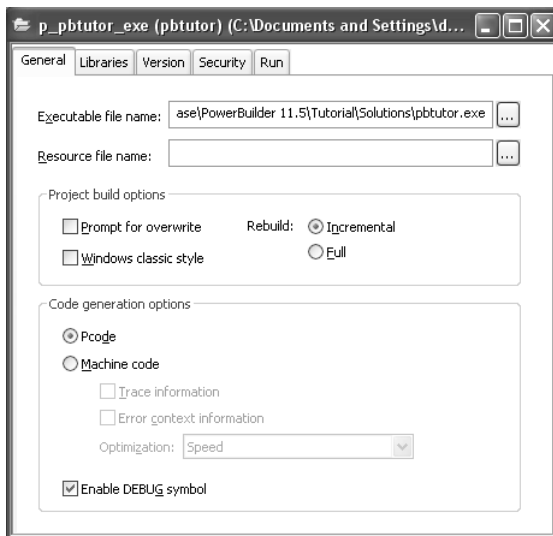 p_pbtutor_exe (pbtutor) (C:\Documents and Settings\d...
General Libraries Version Security Run
Executable file name: ase\PowerBuilder 11.5\Tutorial\Solutions\pbtutor.exe ...
Resource file name: ...
Project build options
Prompt for overwrite Rebuild: Incremental
Windows classic style Full
Code generation options
Pcode
Machine code
Trace information
Error context information
Optimization: Speed
Enable DEBUG symbol